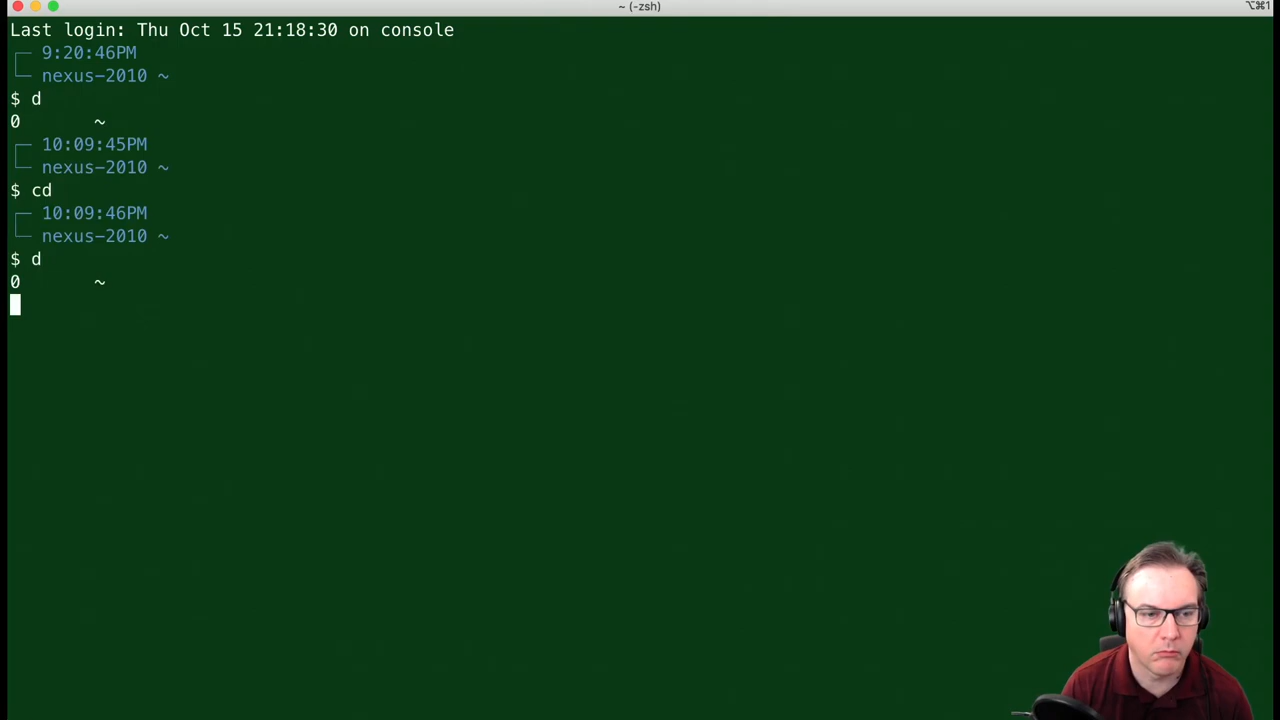 ~ (-zsh)
⌥⌘1
Last login: Thu Oct 15 21:18:30 on console
9:20:46PM
nexus-2010 ~
$ d
0 ~
10:09:45PM
nexus-2010 ~
$ cd
10:09:46PM
nexus-2010 ~
$ d
0 ~